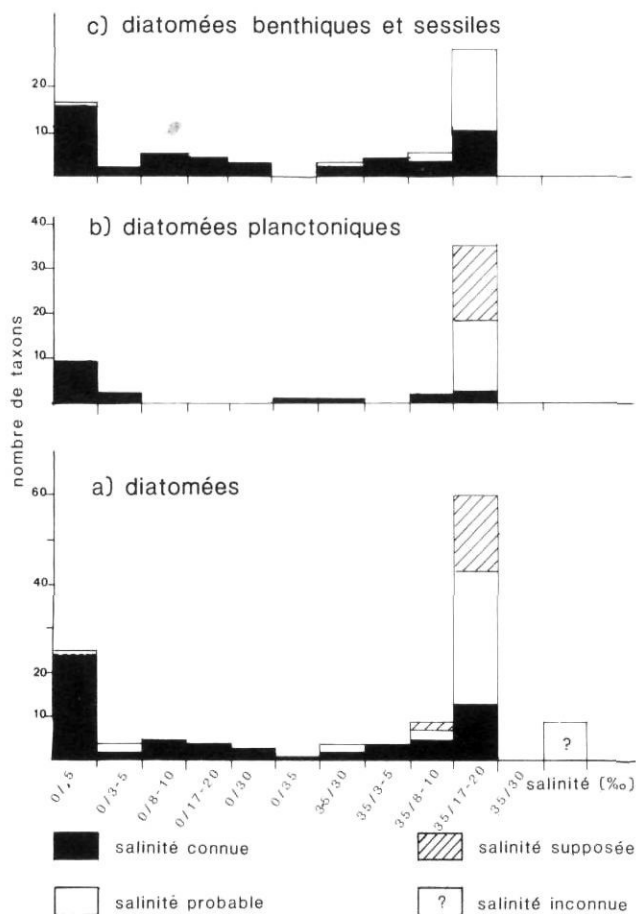 c) diatomées benthiques et sessiles
20
10
b) diatomées planctoniques
40
30
20
10
nombre de taxons
a) diatomées
60
40
20
10
?
0/,5
0/3-5
0/8-10
0/17-20
0/30
0/35
36/30
35/3-5
35/8-10
35/17-20
35/30
salinité (‰)
salinité connue
salinité supposée
salinité probable
? salinité inconnue